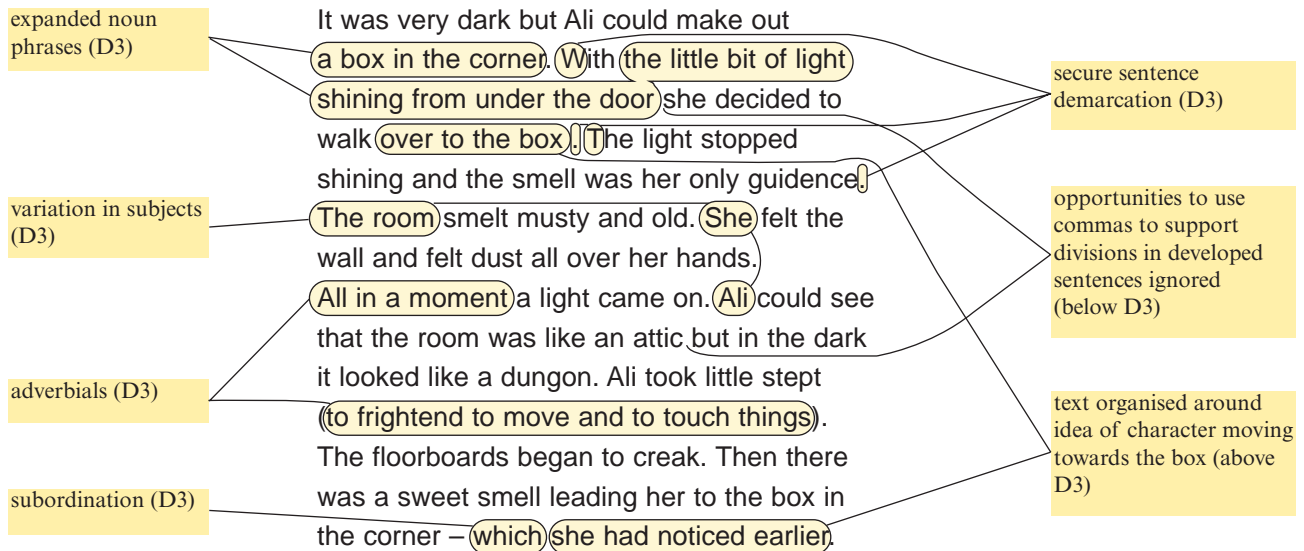 expanded noun
phrases (D3)
variation in subjects
(D3)
adverbials (D3)
subordination (D3)
It was very dark but Ali could make out
a box in the corner. With the little bit of light
shining from under the door she decided to
walk over to the box . The light stopped
shining and the smell was her only guidence.
The room smelt musty and old. She felt the
wall and felt dust all over her hands.
All in a moment a light came on. Ali could see
that the room was like an attic but in the dark
it looked like a dungon. Ali took little stept
(to frightend to move and to touch things).
The floorboards began to creak. Then there
was a sweet smell leading her to the box in
the corner – which she had noticed earlier.
secure sentence
demarcation (D3)
opportunities to use
commas to support
divisions in developed
sentences ignored
(below D3)
text organised around
idea of character moving
towards the box (above
D3)